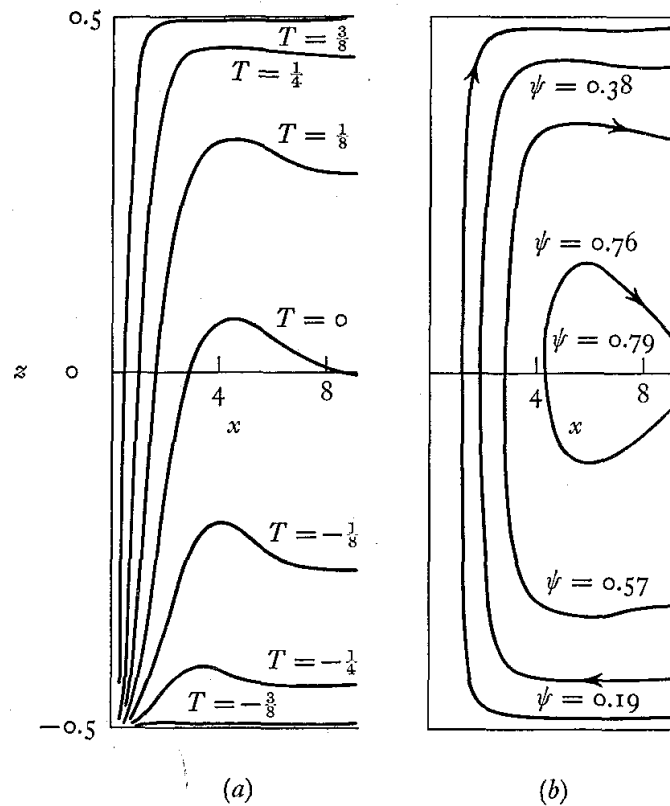 0.5
T = 3/8
T = 1/4
T = 1/8
T = 0
z 0
4 8
x
T = −1/8
T = −1/4
T = −3/8
−0.5
(a)
ψ = 0.38
ψ = 0.76
ψ = 0.79
4 8
x
ψ = 0.57
ψ = 0.19
(b)